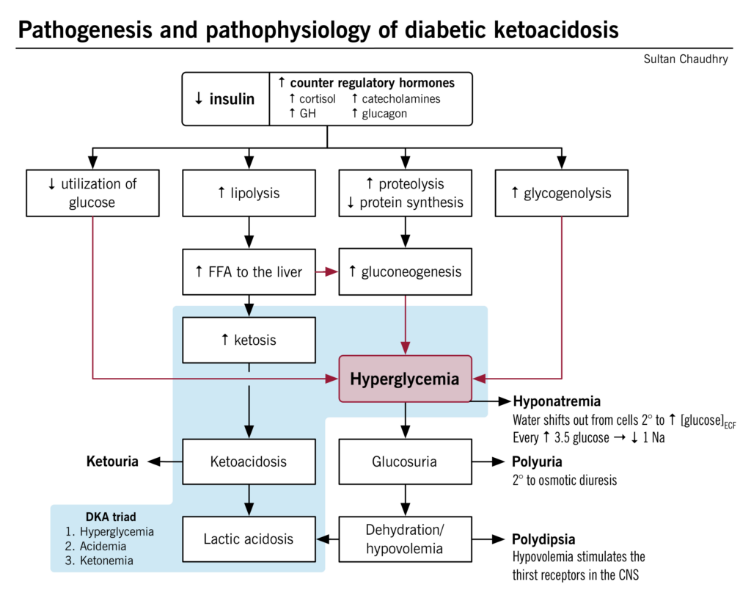 Pathogenesis and pathophysiology of diabetic ketoacidosis
Sultan Chaudhry
↓ insulin
↑ counter regulatory hormones
↑ cortisol ↑ catecholamines
↑ GH ↑ glucagon
↓ utilization of
glucose
↑ lipolysis
↑ proteolysis
↓ protein synthesis
↑ glycogenolysis
↑ FFA to the liver
↑ gluconeogenesis
↑ ketosis
Hyperglycemia
Hyponatremia
Water shifts out from cells 2° to ↑ [glucose]ECF
Every ↑ 3.5 glucose → ↓ 1 Na
Ketouria
Ketoacidosis
Glucosuria
Polyuria
2° to osmotic diuresis
DKA triad
1. Hyperglycemia
2. Acidemia
3. Ketonemia
Lactic acidosis
Dehydration/
hypovolemia
Polydipsia
Hypovolemia stimulates the
thirst receptors in the CNS